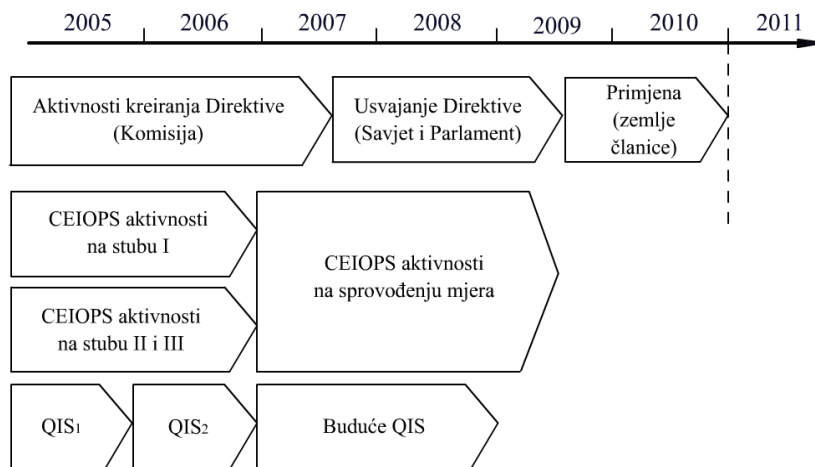 2005 2006 2007 2008 2009 2010 2011
Aktivnosti kreiranja Direktive
(Komisija)
Usvajanje Direktive
(Savjet i Parlament)
Primjena
(zemlje
članice)
CEIOPS aktivnosti
na stubu I
CEIOPS aktivnosti
na stubu II i III
CEIOPS aktivnosti
na sprovođenju mjera
QIS1
QIS2
Buduće QIS